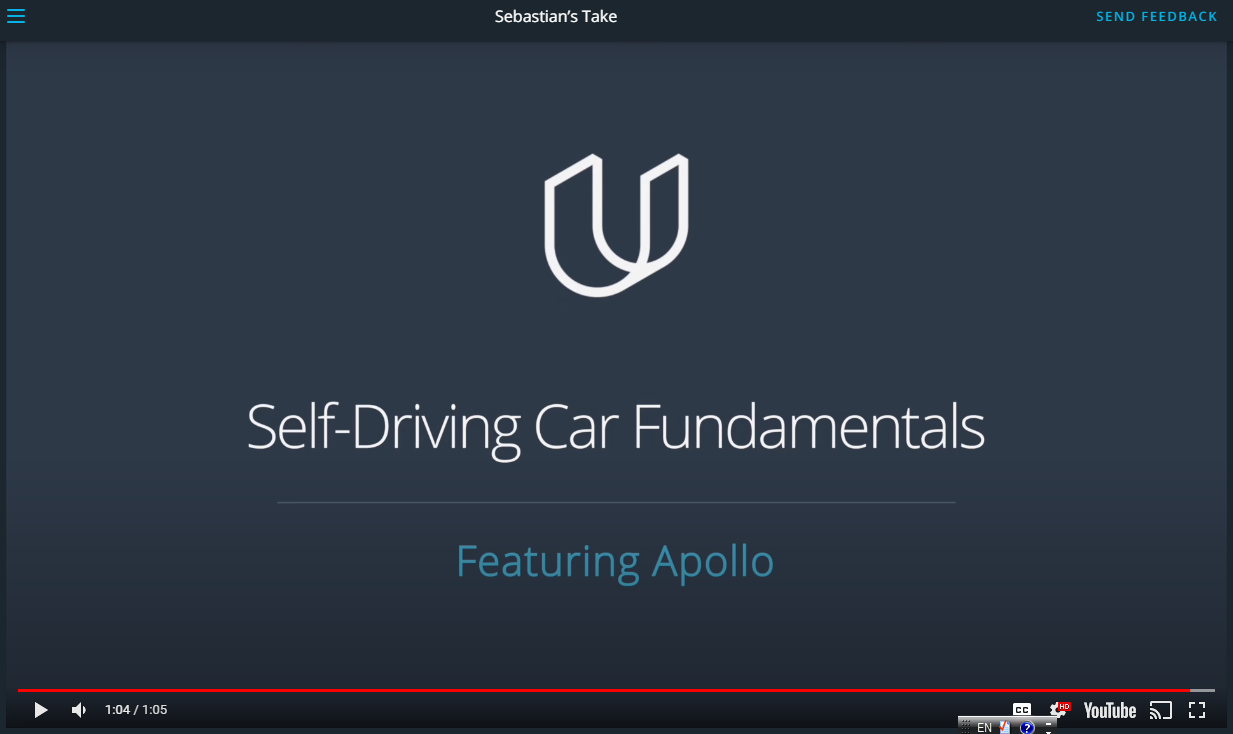 Sebastian’s Take
SEND FEEDBACK
Self-Driving Car Fundamentals
Featuring Apollo
1:04 / 1:05
CC
HD
YouTube
EN
?